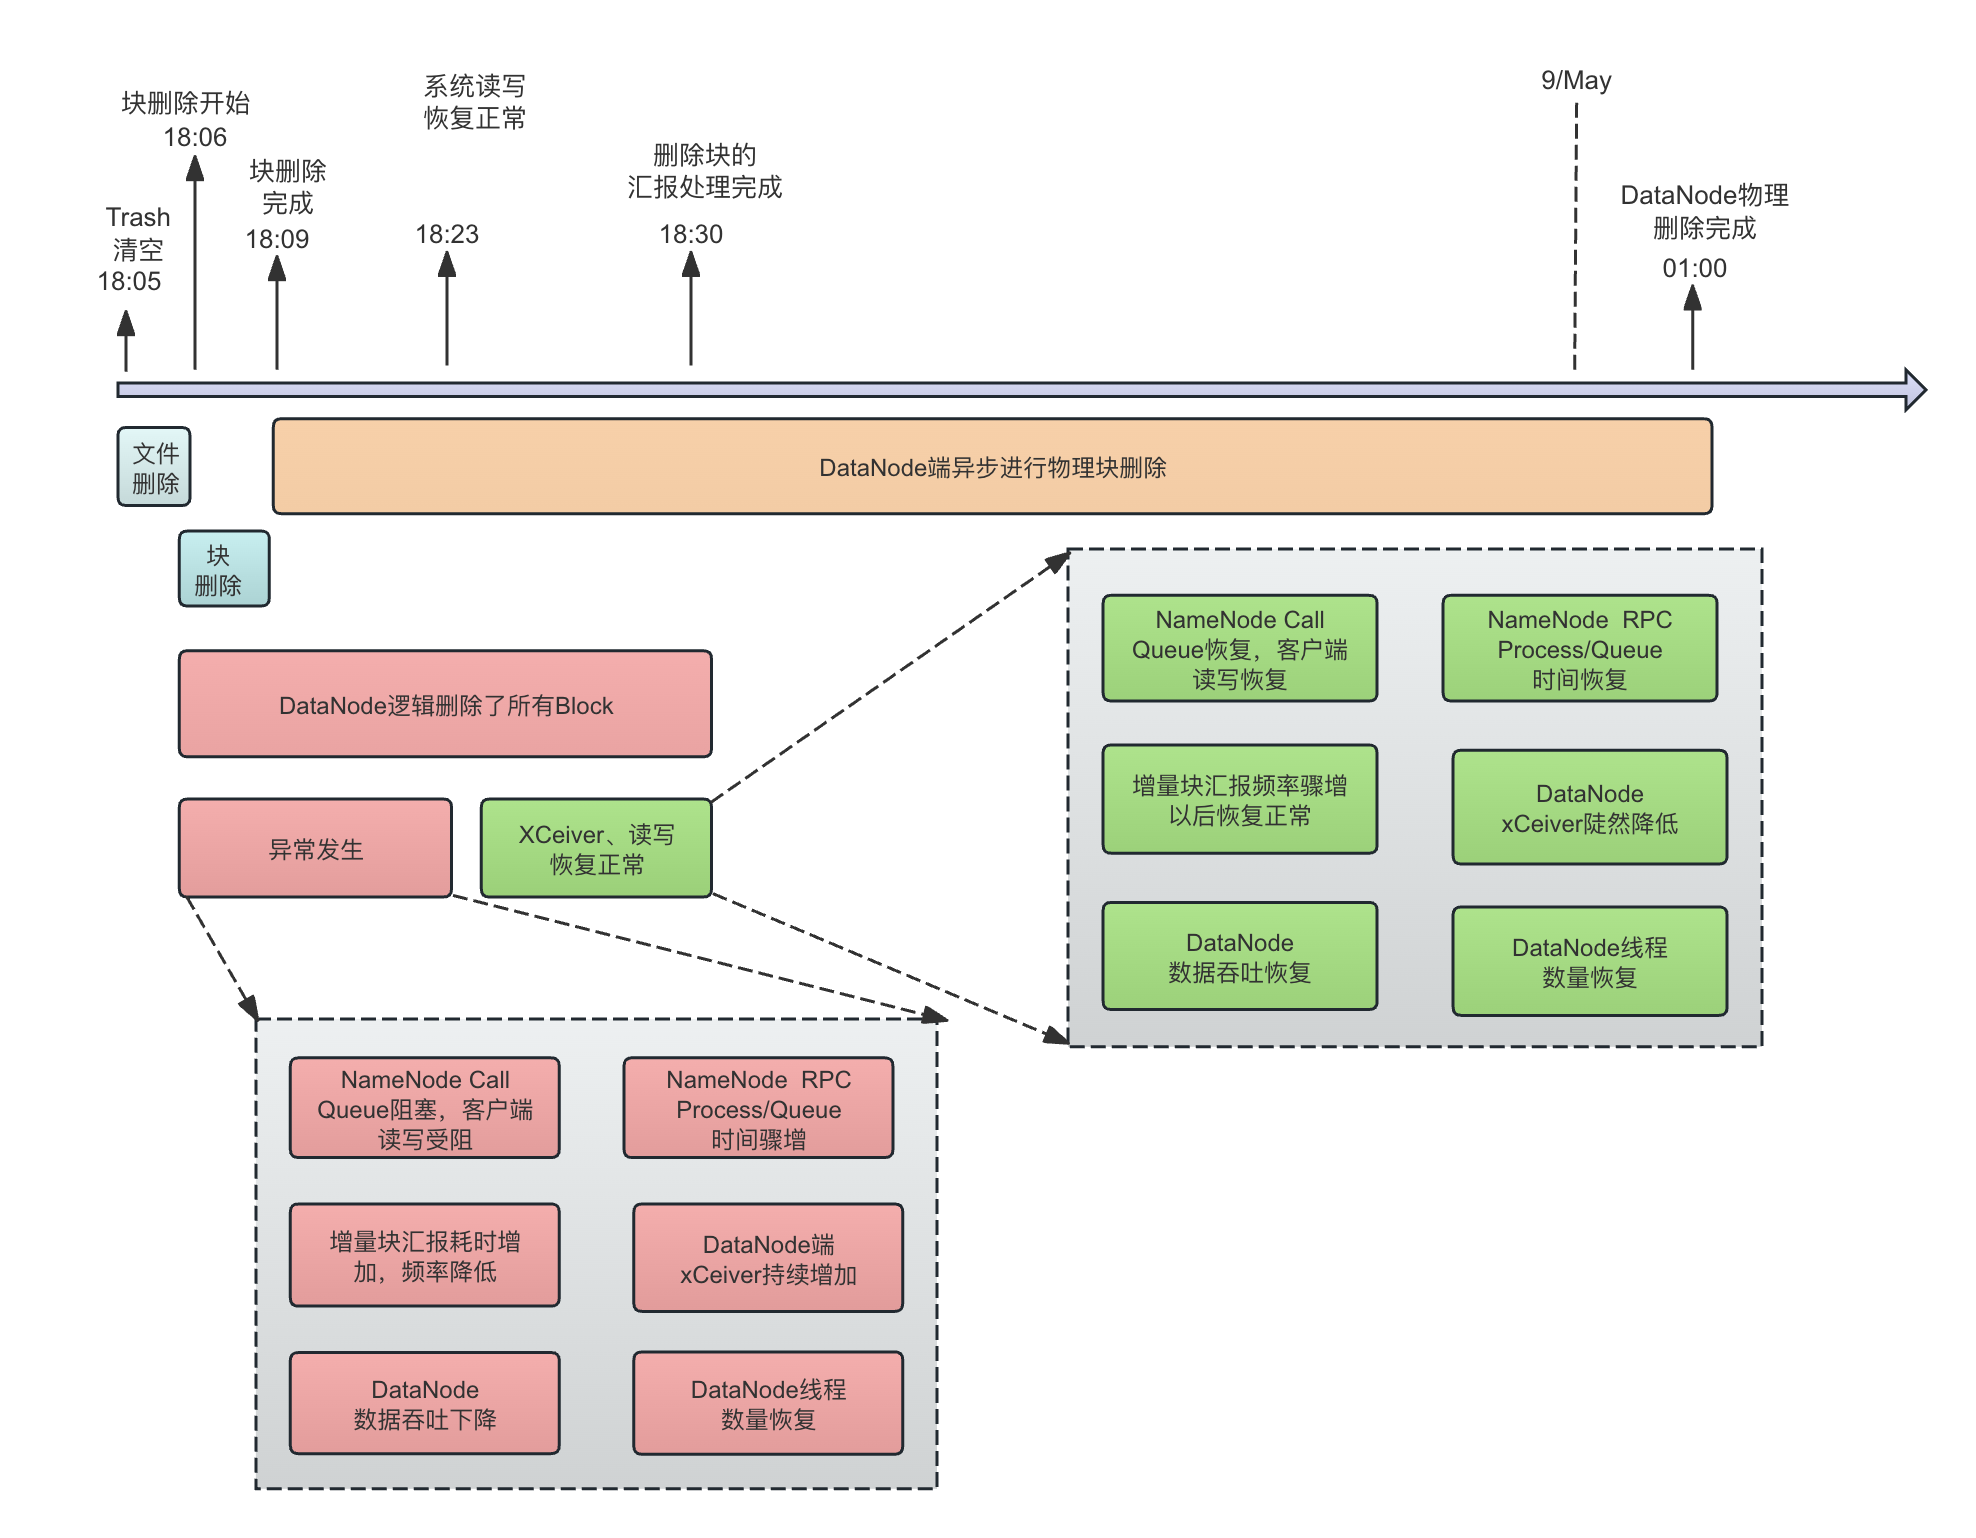 块删除开始
18:06
Trash
清空
18:05
块删除
完成
18:09
系统读写
恢复正常
18:23
删除块的
汇报处理完成
18:30
9/May
DataNode物理
删除完成
01:00
文件
删除
DataNode端异步进行物理块删除
块
删除
DataNode逻辑删除了所有Block
异常发生
XCeiver、读写
恢复正常
NameNode Call
Queue恢复，客户端
读写恢复
NameNode  RPC
Process/Queue
时间恢复
增量块汇报频率骤增
以后恢复正常
DataNode
xCeiver陡然降低
DataNode
数据吞吐恢复
DataNode线程
数量恢复
NameNode Call
Queue阻塞，客户端
读写受阻
NameNode  RPC
Process/Queue
时间骤增
增量块汇报耗时增
加，频率降低
DataNode端
xCeiver持续增加
DataNode
数据吞吐下降
DataNode线程
数量恢复